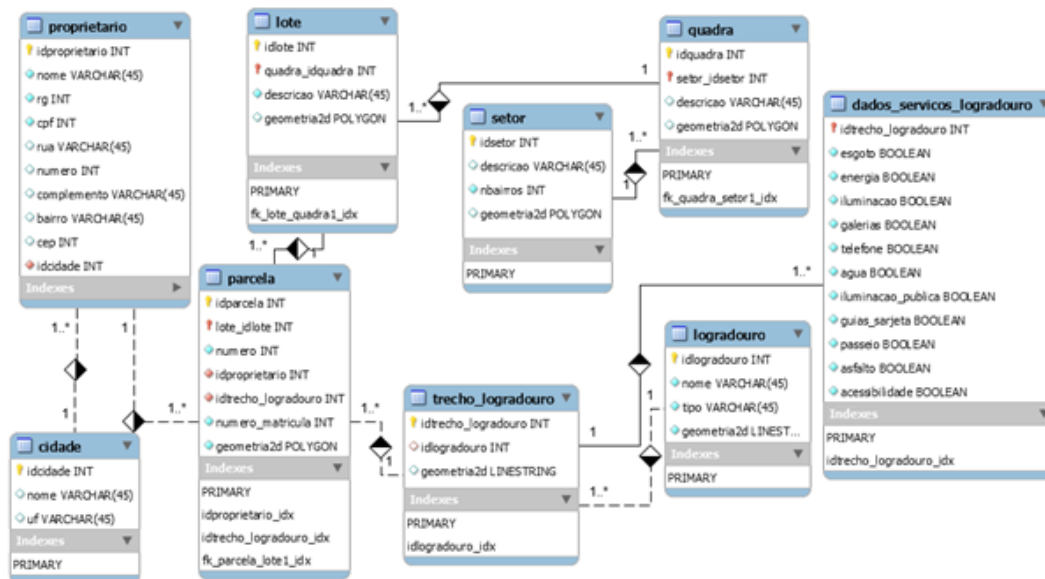 proprietario
idproprietario INT
nome VARCHAR(45)
rg INT
cpf INT
rua VARCHAR(45)
numero INT
complemento VARCHAR(45)
bairro VARCHAR(45)
cep INT
idcidade INT
Indexes
lote
idlote INT
quadra_idquadra INT
descricao VARCHAR(45)
geometria2d POLYGON
Indexes
PRIMARY
fk_lote_quadra1_idx
quadra
idquadra INT
setor_idsetor INT
descricao VARCHAR(45)
geometria2d POLYGON
Indexes
PRIMARY
fk_quadra_setor1_idx
setor
idsetor INT
descricao VARCHAR(45)
nbairros INT
geometria2d POLYGON
Indexes
PRIMARY
dados_servicos_logradouro
idtrecho_logradouro INT
esgoto BOOLEAN
energia BOOLEAN
iluminacao BOOLEAN
galerias BOOLEAN
telefone BOOLEAN
agua BOOLEAN
iluminacao_publica BOOLEAN
guias_sarjeta BOOLEAN
passeio BOOLEAN
asfalto BOOLEAN
acessibilidade BOOLEAN
Indexes
PRIMARY
idtrecho_logradouro_idx
parcela
idparcela INT
lote_idlote INT
numero INT
idproprietario INT
idtrecho_logradouro INT
numero_matricula INT
geometria2d POLYGON
Indexes
PRIMARY
idproprietario_idx
idtrecho_logradouro_idx
fk_parcela_lote1_idx
logradouro
idlogradouro INT
nome VARCHAR(45)
tipo VARCHAR(45)
geometria2d LINEST...
Indexes
PRIMARY
trecho_logradouro
idtrecho_logradouro INT
idlogradouro INT
geometria2d LINESTRING
Indexes
PRIMARY
idlogradouro_idx
cidade
idcidade INT
nome VARCHAR(45)
uf VARCHAR(45)
Indexes
PRIMARY
1
1..*
1..*
1
1..*
1
1..*
1
1
1..*
1..*
1
1..*
1
1
1..*